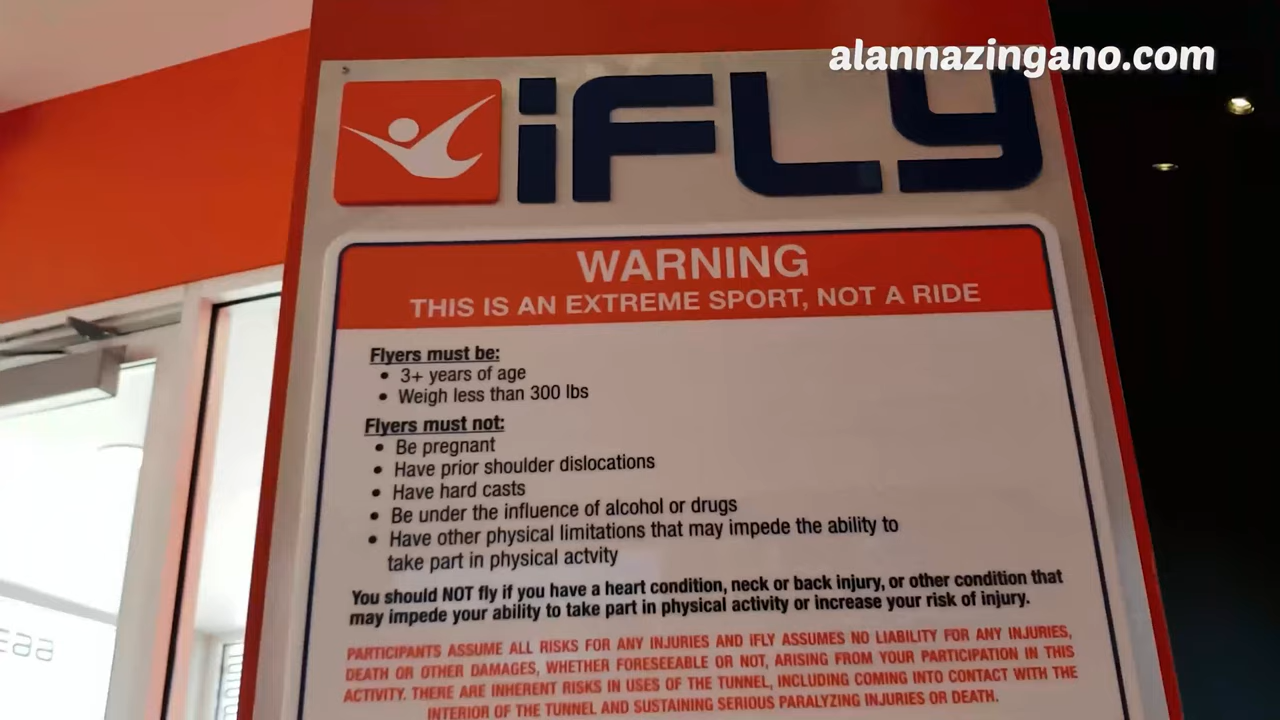 alannazingano.com
iFLY
WARNING
THIS IS AN EXTREME SPORT, NOT A RIDE
Flyers must be:
• 3+ years of age
• Weigh less than 300 lbs
Flyers must not:
• Be pregnant
• Have prior shoulder dislocations
• Have hard casts
• Be under the influence of alcohol or drugs
• Have other physical limitations that may impede the ability to
take part in physical actvity
You should NOT fly if you have a heart condition, neck or back injury, or other condition that
may impede your ability to take part in physical activity or increase your risk of injury.
PARTICIPANTS ASSUME ALL RISKS FOR ANY INJURIES AND IFLY ASSUMES NO LIABILITY FOR ANY INJURIES,
DEATH OR OTHER DAMAGES, WHETHER FORESEEABLE OR NOT, ARISING FROM YOUR PARTICIPATION IN THIS
ACTIVITY. THERE ARE INHERENT RISKS IN USES OF THE TUNNEL, INCLUDING COMING INTO CONTACT WITH THE
INTERIOR OF THE TUNNEL AND SUSTAINING SERIOUS PARALYZING INJURIES OR DEATH.